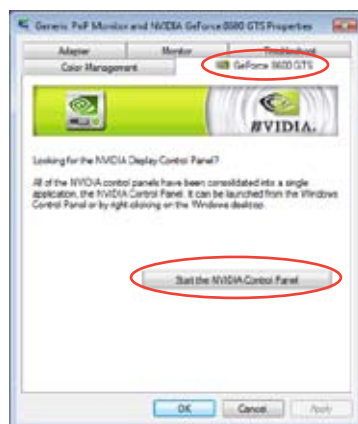 Generic PnP Monitor and NVIDIA GeForce 8600 GTS Properties
Adapter Monitor Troubleshoot
Color Management GeForce 8600 GTS
NVIDIA.
Looking for the NVIDIA Display Control Panel?
All of the NVIDIA control panels have been consolidated into a single
application, the NVIDIA Control Panel. It can be launched from the Windows
Control Panel or by right clicking on the Windows desktop.
Start the NVIDIA Control Panel
OK Cancel Apply